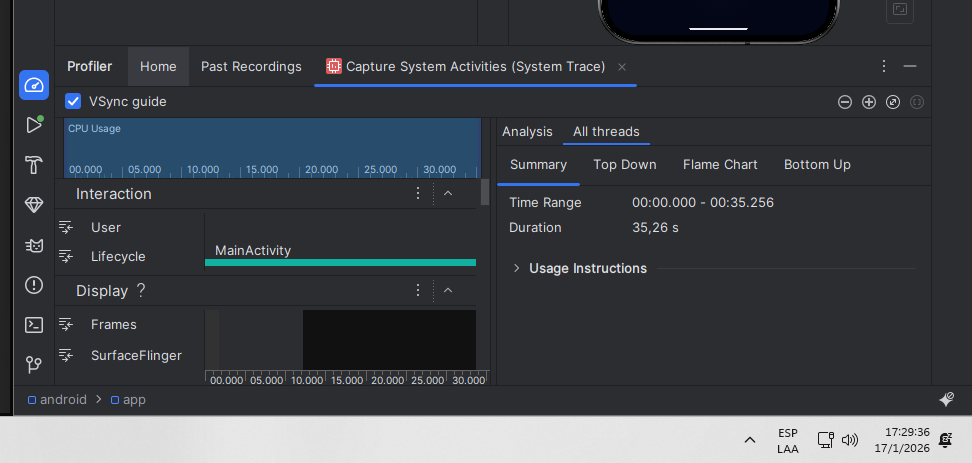 Profiler Home Past Recordings Capture System Activities (System Trace)
VSync guide
CPU Usage
00.000 05.000 10.000 15.000 20.000 25.000 30.000
Interaction
User
Lifecycle MainActivity
Display ?
Frames
SurfaceFlinger
00.000 05.000 10.000 15.000 20.000 25.000 30.000
Analysis All threads
Summary Top Down Flame Chart Bottom Up
Time Range 00:00.000 - 00:35.256
Duration 35,26 s
Usage Instructions
android > app
ESP
LAA
17:29:36
17/1/2026